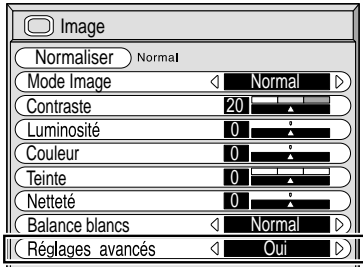 Image
Normaliser Normal
Mode Image Normal
Contraste 20
Luminosité 0
Couleur 0
Teinte 0
Netteté 0
Balance blancs Normal
Réglages avancés Oui